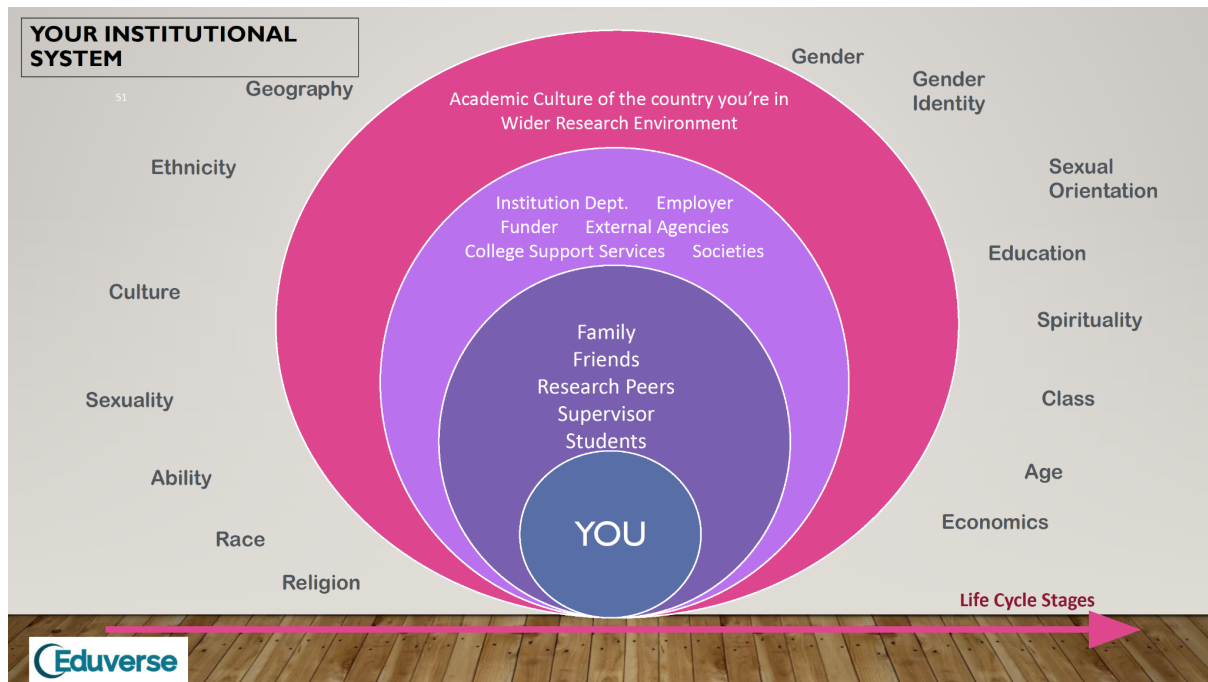 YOUR INSTITUTIONAL
SYSTEM
51
Geography
Ethnicity
Culture
Sexuality
Ability
Race
Religion
Academic Culture of the country you’re in
Wider Research Environment
Institution Dept. Employer
Funder External Agencies
College Support Services Societies
Family
Friends
Research Peers
Supervisor
Students
YOU
Gender
Gender
Identity
Sexual
Orientation
Education
Spirituality
Class
Age
Economics
Life Cycle Stages
Eduverse